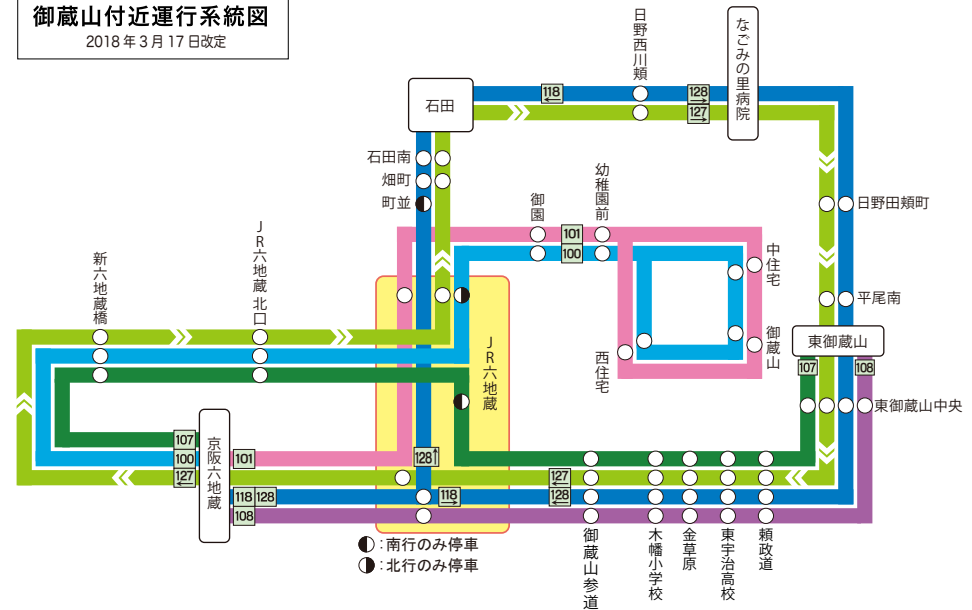 御蔵山付近運行系統図
2018年3月17日改定
日野西川頰
なごみの里病院
石田
118
128
127
石田南
畑町
町並
御園
幼稚園前
日野田頰町
101
100
中住宅
新六地蔵橋
JR六地蔵 北口
平尾南
御蔵山
西住宅
JR六地蔵
東御蔵山
107
108
東御蔵山中央
107
100
127
118
128
京阪六地蔵
101
108
128
118
127
128
:南行のみ停車
:北行のみ停車
御蔵山参道
木幡小学校
金草原
東宇治高校
頼政道